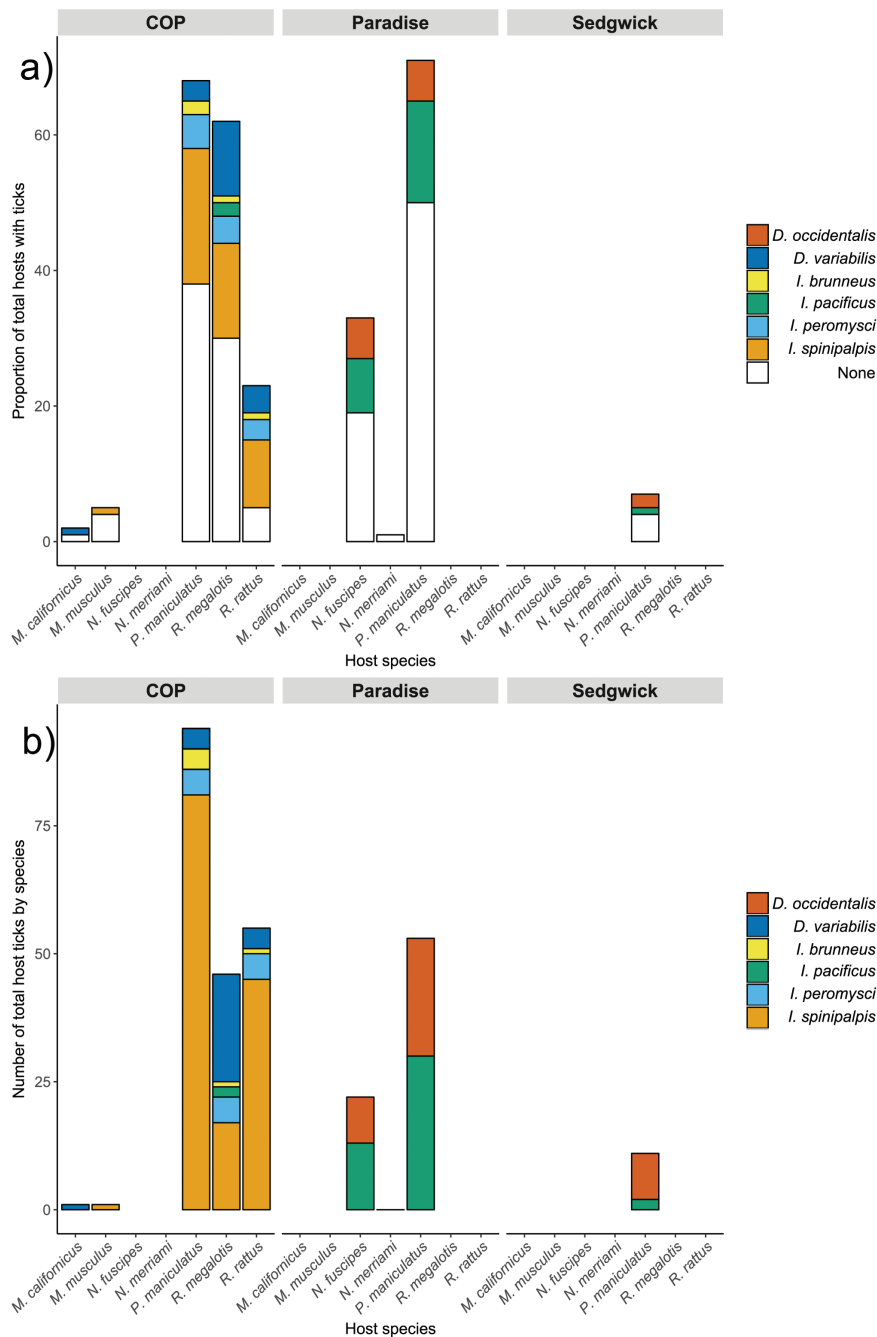 COP Paradise Sedgwick
a)
Proportion of total hosts with ticks
60
40
20
0
M. californicus M. musculus N. fuscipes N. merriami P. maniculatus R. megalotis R. rattus M. californicus M. musculus N. fuscipes N. merriami P. maniculatus R. megalotis R. rattus M. californicus M. musculus N. fuscipes N. merriami P. maniculatus R. megalotis R. rattus
Host species
D. occidentalis
D. variabilis
I. brunneus
I. pacificus
I. peromysci
I. spinipalpis
None
COP Paradise Sedgwick
b)
Number of total host ticks by species
75
50
25
0
M. californicus M. musculus N. fuscipes N. merriami P. maniculatus R. megalotis R. rattus M. californicus M. musculus N. fuscipes N. merriami P. maniculatus R. megalotis R. rattus M. californicus M. musculus N. fuscipes N. merriami P. maniculatus R. megalotis R. rattus
Host species
D. occidentalis
D. variabilis
I. brunneus
I. pacificus
I. peromysci
I. spinipalpis